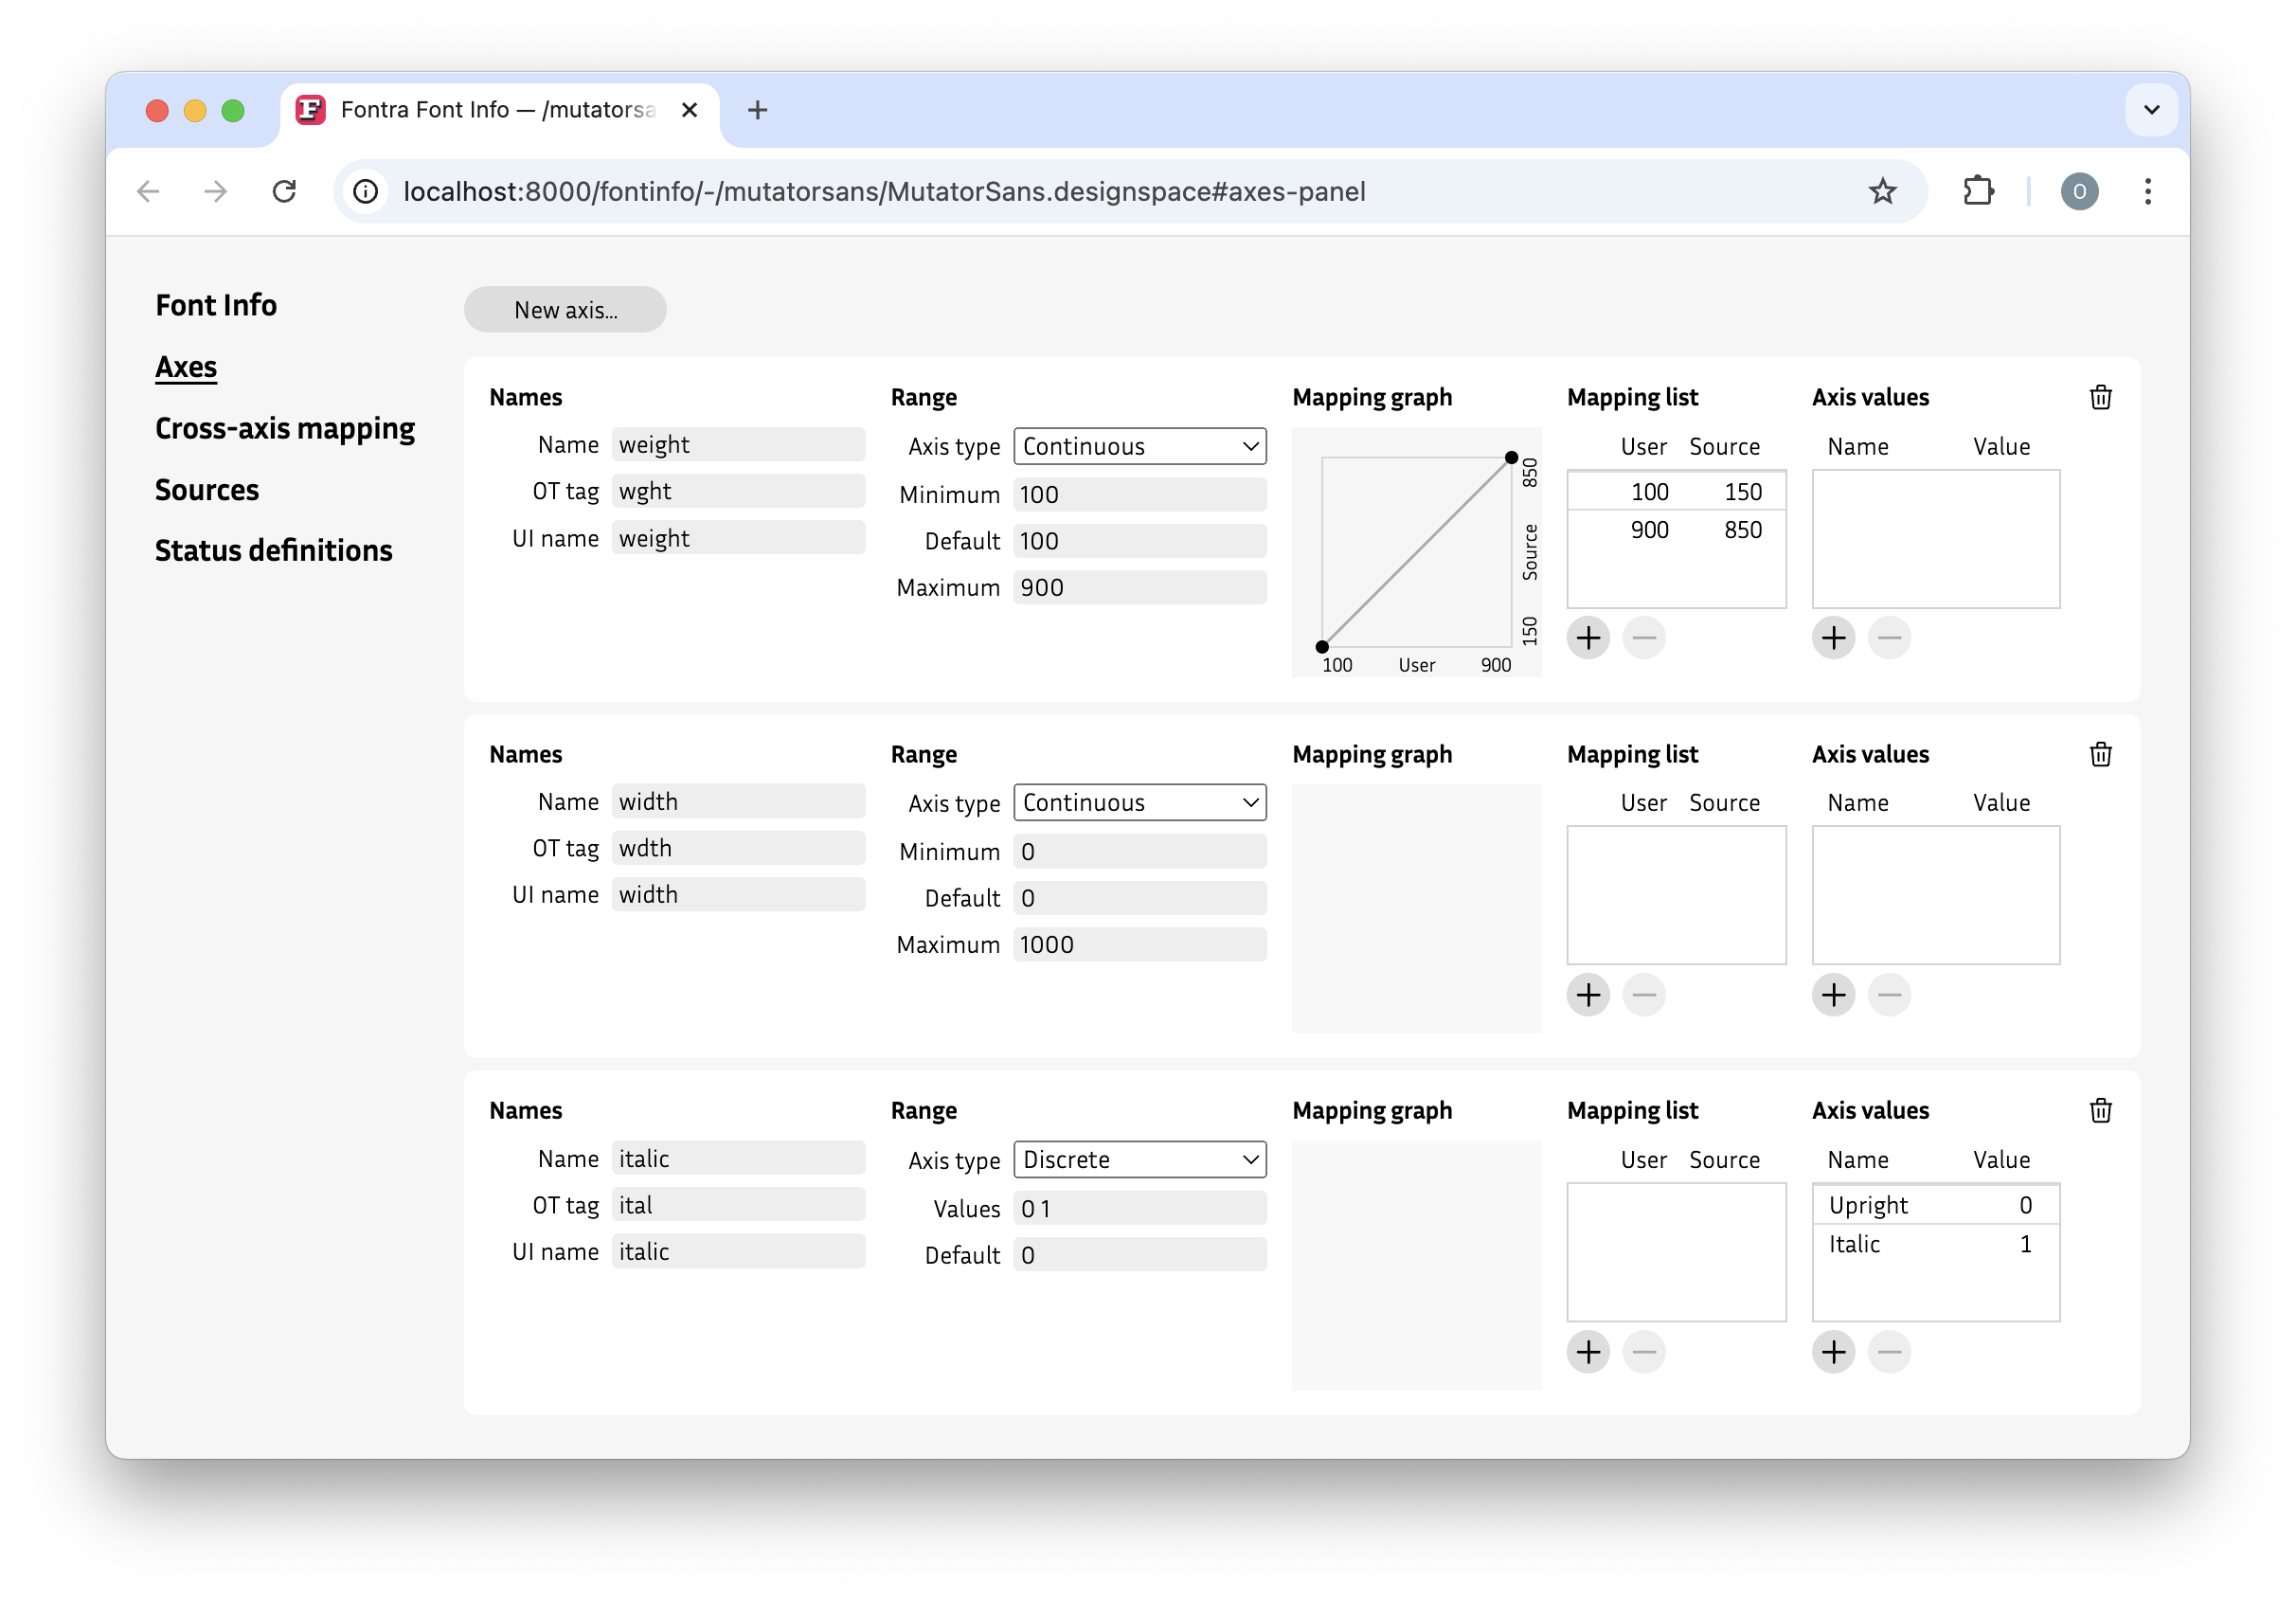 Fontra Font Info — /mutatorsa
localhost:8000/fontinfo/-/mutatorsans/MutatorSans.designspace#axes-panel
O
Font Info
Axes
Cross-axis mapping
Sources
Status definitions
New axis...
Names
Name weight
OT tag wght
UI name weight
Range
Axis type Continuous
Minimum 100
Default 100
Maximum 900
Mapping graph
850
Source
150
100 User 900
Mapping list
User Source
100 150
900 850
Axis values
Name Value
Names
Name width
OT tag wdth
UI name width
Range
Axis type Continuous
Minimum 0
Default 0
Maximum 1000
Mapping graph
Mapping list
User Source
Axis values
Name Value
Names
Name italic
OT tag ital
UI name italic
Range
Axis type Discrete
Values 0 1
Default 0
Mapping graph
Mapping list
User Source
Axis values
Name Value
Upright 0
Italic 1